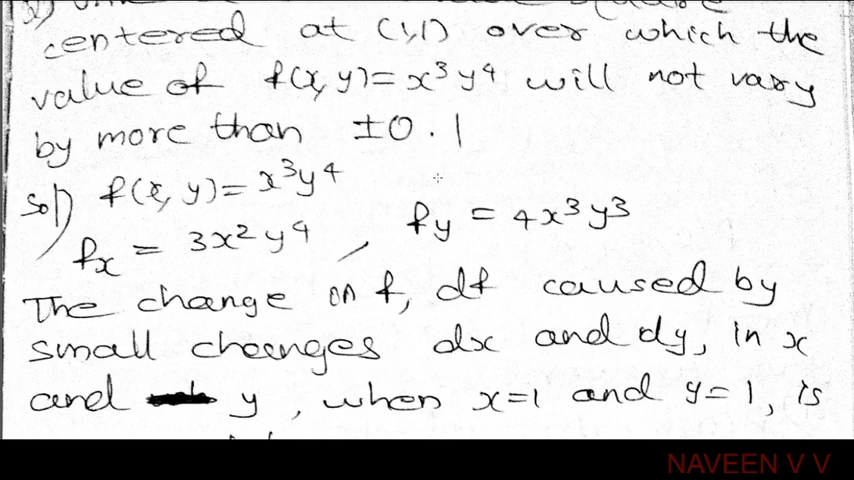 centered at (1,1) over which the
value of f(x,y)=x³y⁴ will not vary
by more than ±0.1
Sol) f(x, y)= x³y⁴
fx = 3x²y⁴ , fy = 4x³y³
The change on f, df caused by
small changes dx and dy, in x
and y, when x=1 and y=1, is
NAVEEN V V